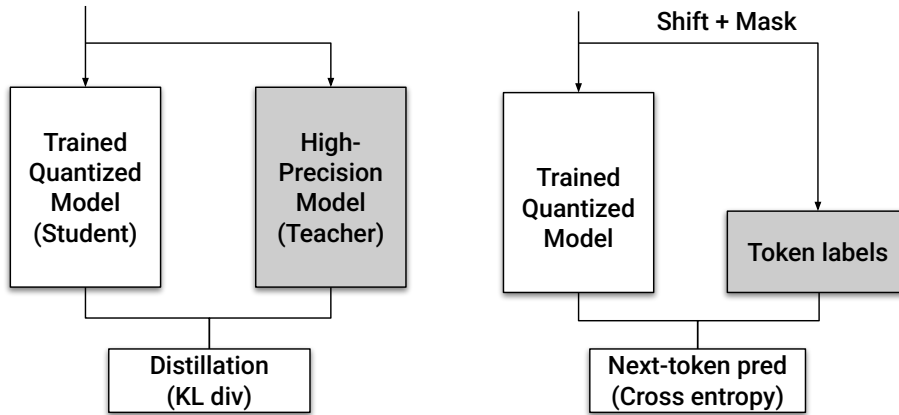 Trained
Quantized
Model
(Student)
High-
Precision
Model
(Teacher)
Distillation
(KL div)
Shift + Mask
Trained
Quantized
Model
Token labels
Next-token pred
(Cross entropy)